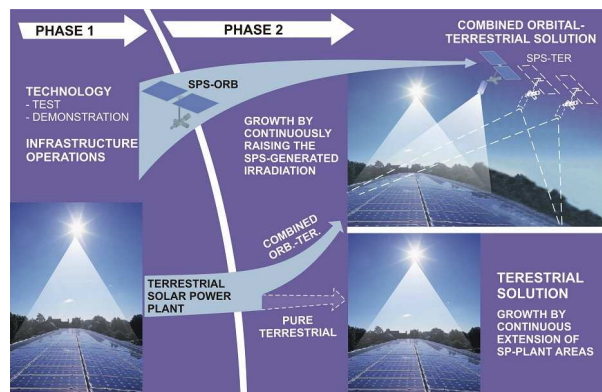 PHASE 1
PHASE 2
COMBINED ORBITAL-
TERRESTRIAL SOLUTION
SPS-TER
SPS-ORB
TECHNOLOGY
- TEST
- DEMONSTRATION
INFRASTRUCTURE
OPERATIONS
GROWTH BY
CONTINUOUSLY
RAISING THE
SPS-GENERATED
IRRADIATION
COMBINED
ORB.-TER.
TERRESTRIAL
SOLAR POWER
PLANT
PURE
TERRESTRIAL
TERESTRIAL
SOLUTION
GROWTH BY
CONTINUOUS
EXTENSION OF
SP-PLANT AREAS